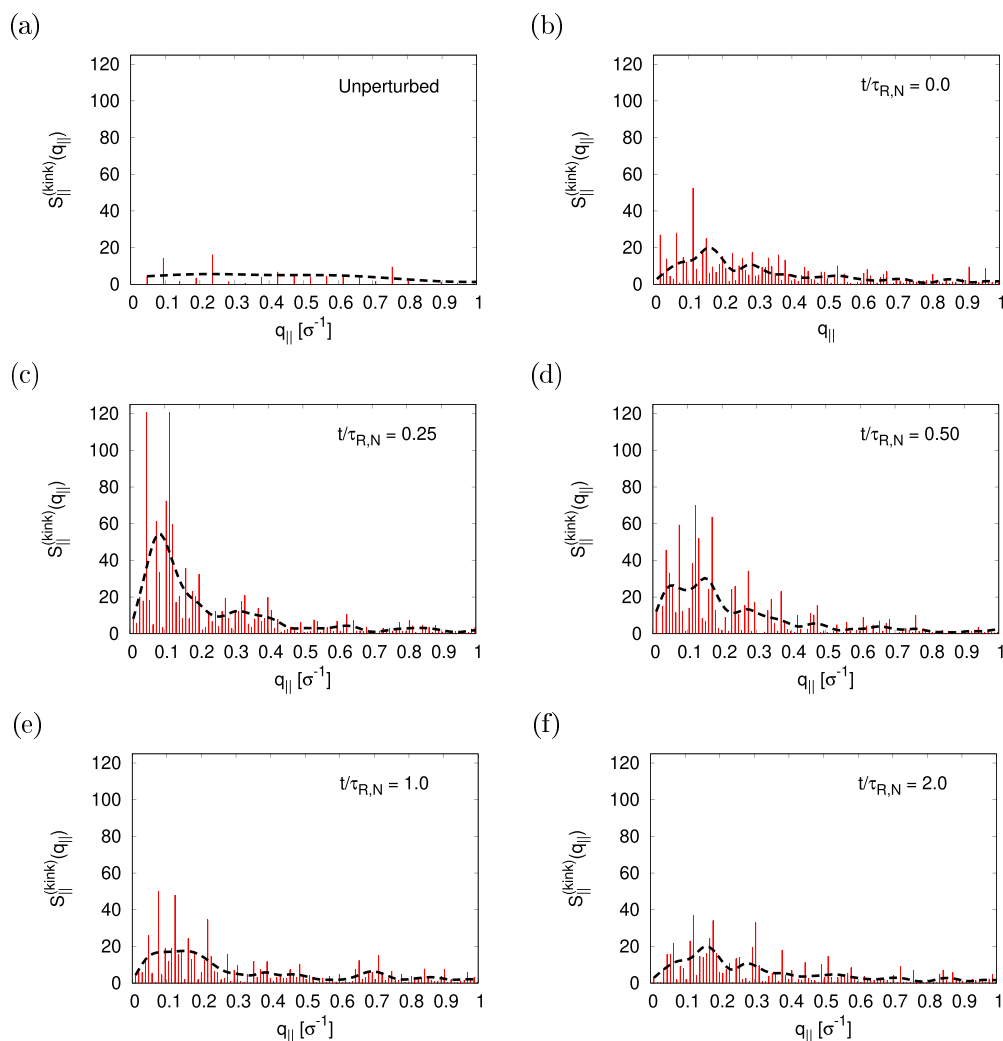 (a)
120
100
80
60
40
20
0
S||^(kink)(q||)
Unperturbed
0 0.1 0.2 0.3 0.4 0.5 0.6 0.7 0.8 0.9 1
q|| [σ^-1]
(b)
120
100
80
60
40
20
0
S||^(kink)(q||)
t/τ_R,N = 0.0
0 0.1 0.2 0.3 0.4 0.5 0.6 0.7 0.8 0.9 1
q||
(c)
120
100
80
60
40
20
0
S||^(kink)(q||)
t/τ_R,N = 0.25
0 0.1 0.2 0.3 0.4 0.5 0.6 0.7 0.8 0.9 1
q|| [σ^-1]
(d)
120
100
80
60
40
20
0
S||^(kink)(q||)
t/τ_R,N = 0.50
0 0.1 0.2 0.3 0.4 0.5 0.6 0.7 0.8 0.9 1
q|| [σ^-1]
(e)
120
100
80
60
40
20
0
S||^(kink)(q||)
t/τ_R,N = 1.0
0 0.1 0.2 0.3 0.4 0.5 0.6 0.7 0.8 0.9 1
q|| [σ^-1]
(f)
120
100
80
60
40
20
0
S||^(kink)(q||)
t/τ_R,N = 2.0
0 0.1 0.2 0.3 0.4 0.5 0.6 0.7 0.8 0.9 1
q|| [σ^-1]